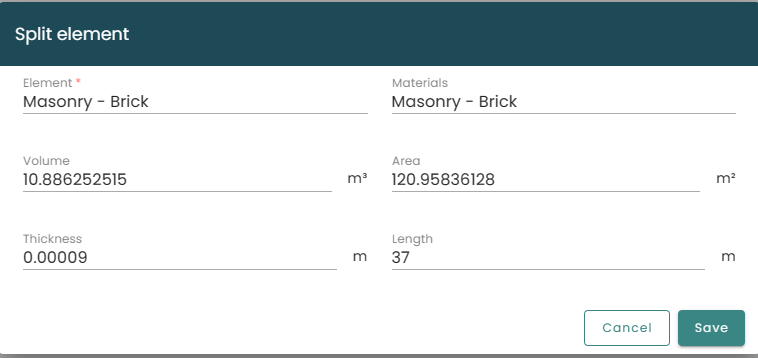 Split element
Element *
Materials
Masonry - Brick
Masonry - Brick
Volume
Area
10.886252515 m³
120.95836128 m²
Thickness
Length
0.00009 m
37 m
Cancel
Save